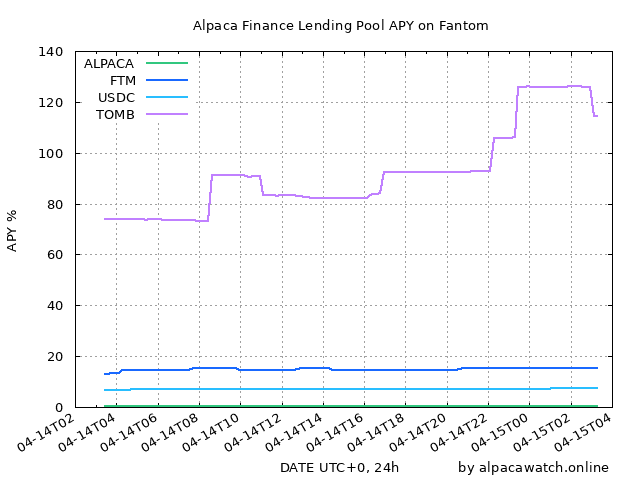 Alpaca Finance Lending Pool APY on Fantom
140
120
100
80
60
40
20
0
APY %
ALPACA
FTM
USDC
TOMB
04-14T02
04-14T04
04-14T06
04-14T08
04-14T10
04-14T12
04-14T14
04-14T16
04-14T18
04-14T20
04-14T22
04-15T00
04-15T02
04-15T04
DATE UTC+0, 24h
by alpacawatch.online